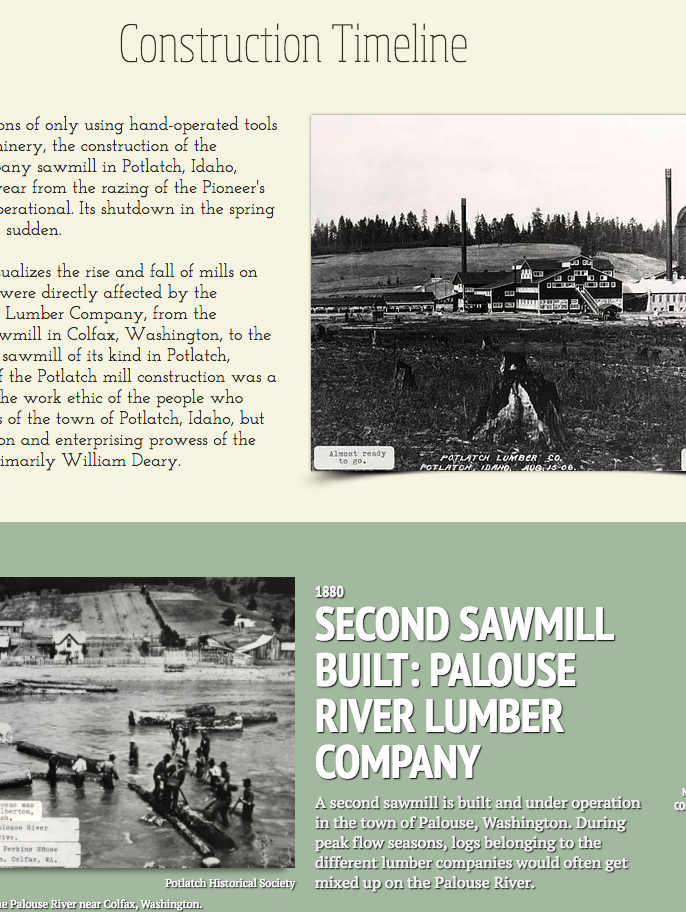 Construction Timeline
ons of only using hand-operated tools
inery, the construction of the
any sawmill in Potlatch, Idaho,
year from the razing of the Pioneer's
perational. Its shutdown in the spring
sudden.
ualizes the rise and fall of mills on
were directly affected by the
Lumber Company, from the
wmill in Colfax, Washington, to the
sawmill of its kind in Potlatch,
f the Potlatch mill construction was a
he work ethic of the people who
s of the town of Potlatch, Idaho, but
on and enterprising prowess of the
imarily William Deary.
Almost ready
to go.
POTLATCH LUMBER CO.
POTLATCH, IDAHO, AUG. 15-06.
1880
SECOND SAWMILL
BUILT: PALOUSE
RIVER LUMBER
COMPANY
A second sawmill is built and under operation
in the town of Palouse, Washington. During
peak flow seasons, logs belonging to the
different lumber companies would often get
mixed up on the Palouse River.
was
lberton,
sh.
alouse River
rive.
Perkins House
n. Colfax, WA.
Potlatch Historical Society
he Palouse River near Colfax, Washington.